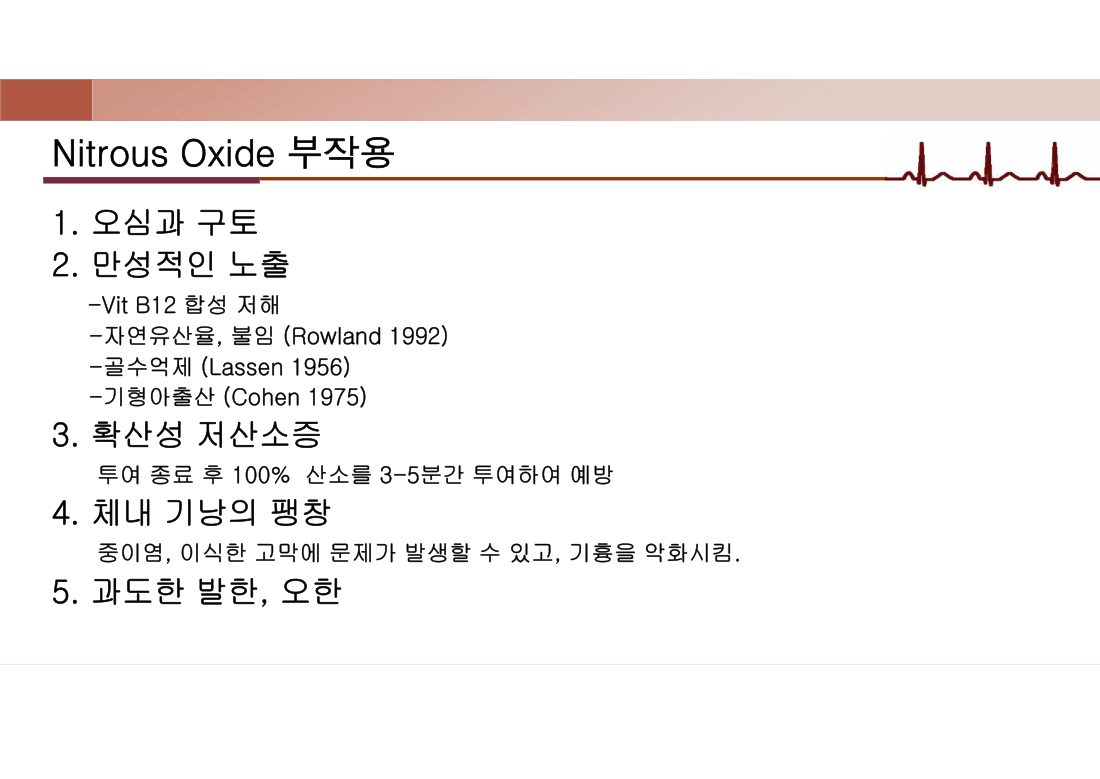 Nitrous Oxide 부작용
1. 오심과 구토
2. 만성적인 노출
-Vit B12 합성 저해
-자연유산율, 불임 (Rowland 1992)
-골수억제 (Lassen 1956)
-기형아출산 (Cohen 1975)
3. 확산성 저산소증
투여 종료 후 100% 산소를 3-5분간 투여하여 예방
4. 체내 기낭의 팽창
중이염, 이식한 고막에 문제가 발생할 수 있고, 기흉을 악화시킴.
5. 과도한 발한, 오한